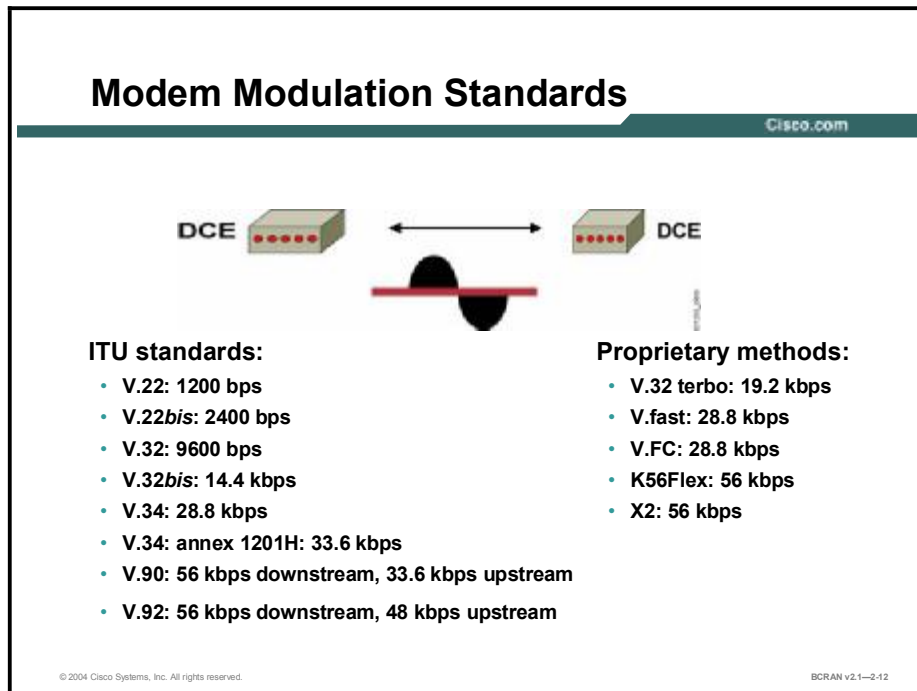 Modem Modulation Standards
Cisco.com
DCE
DCE
ITU standards:
• V.22: 1200 bps
• V.22bis: 2400 bps
• V.32: 9600 bps
• V.32bis: 14.4 kbps
• V.34: 28.8 kbps
• V.34: annex 1201H: 33.6 kbps
• V.90: 56 kbps downstream, 33.6 kbps upstream
• V.92: 56 kbps downstream, 48 kbps upstream
Proprietary methods:
• V.32 terbo: 19.2 kbps
• V.fast: 28.8 kbps
• V.FC: 28.8 kbps
• K56Flex: 56 kbps
• X2: 56 kbps
© 2004 Cisco Systems, Inc. All rights reserved.
BCRAN v2.1—2-12